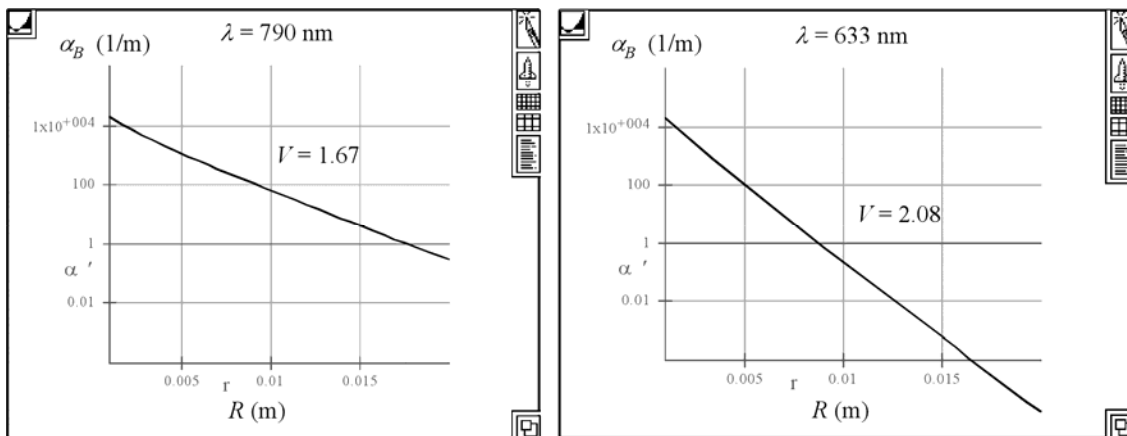 λ = 790 nm
α_B (1/m)
1x10⁺⁰⁰⁴
V = 1.67
100
1
α ′
0.01
0.005
0.01
0.015
r
R (m)
λ = 633 nm
α_B (1/m)
1x10⁺⁰⁰⁴
100
V = 2.08
1
α ′
0.01
0.005
0.01
0.015
r
R (m)